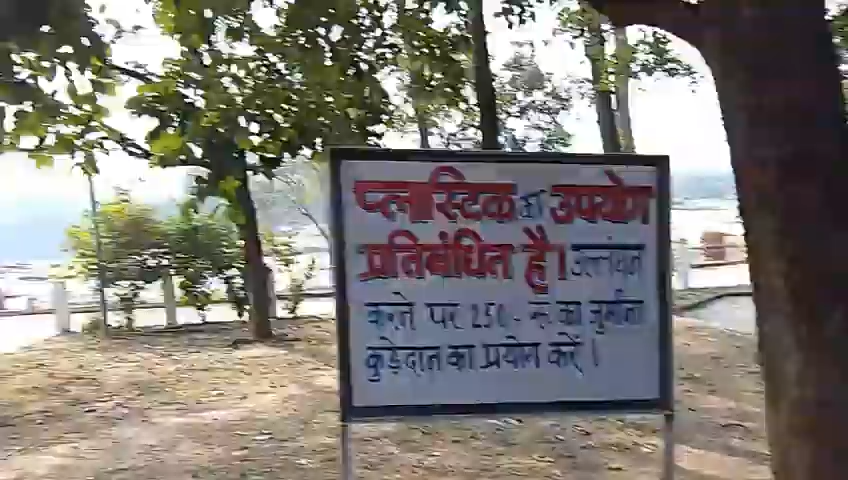 प्लास्टिक का उपयोग
प्रतिबंधित है। उल्लंघन
करने पर 250- रू का जुर्माना
कुड़ेदान का प्रयोग करें।